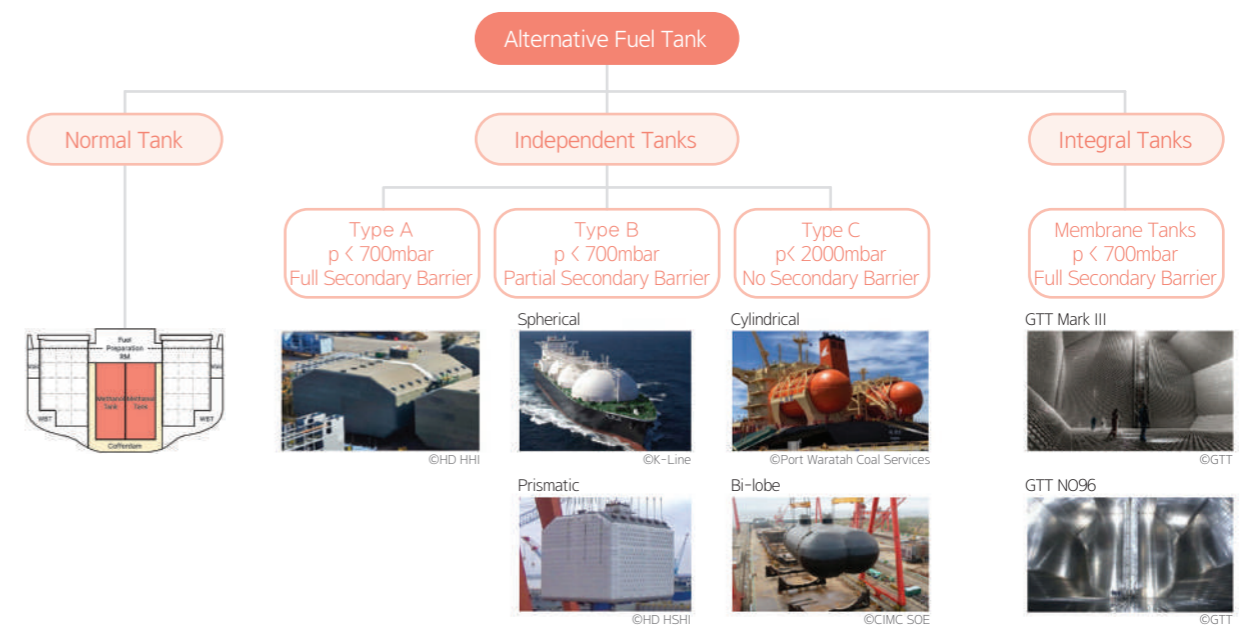 Alternative Fuel Tank
Normal Tank
Independent Tanks
Integral Tanks
Type A
p < 700mbar
Full Secondary Barrier
Type B
p < 700mbar
Partial Secondary Barrier
Type C
p< 2000mbar
No Secondary Barrier
Membrane Tanks
p < 700mbar
Full Secondary Barrier
Fuel
Preparation
RM
Methanol
Tank
Methanol
Tank
WBT
WBT
Cofferdam
©HD HHI
Spherical
©K-Line
Prismatic
©HD HSHI
Cylindrical
©Port Waratah Coal Services
Bi-lobe
©CIMC SOE
GTT Mark III
©GTT
GTT NO96
©GTT